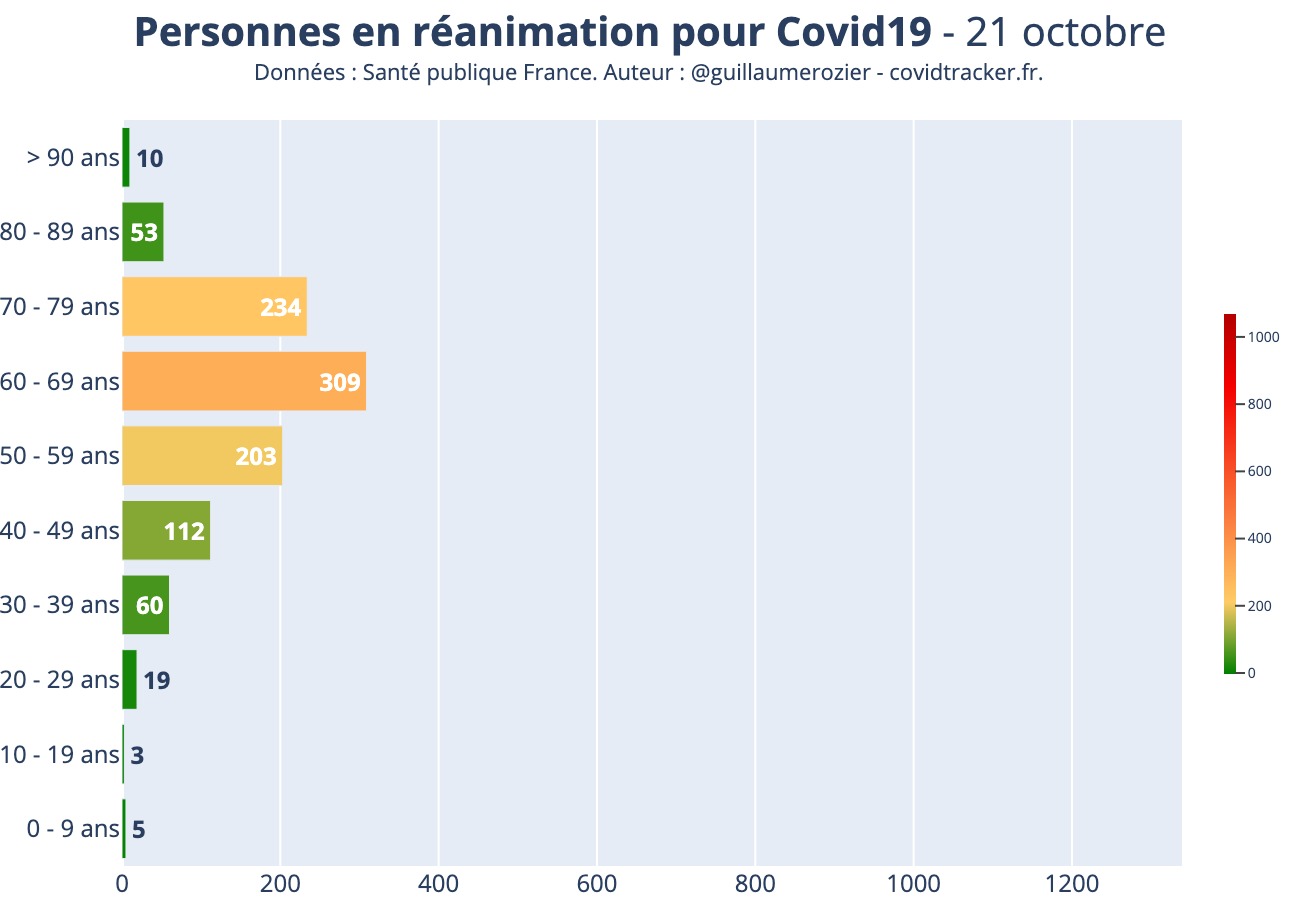 Personnes en réanimation pour Covid19 - 21 octobre
Données : Santé publique France. Auteur : @guillaumerozier - covidtracker.fr.
> 90 ans 10
80 - 89 ans 53
70 - 79 ans 234
60 - 69 ans 309
50 - 59 ans 203
40 - 49 ans 112
30 - 39 ans 60
20 - 29 ans 19
10 - 19 ans 3
0 - 9 ans 5
0 200 400 600 800 1000 1200
1000
800
600
400
200
0